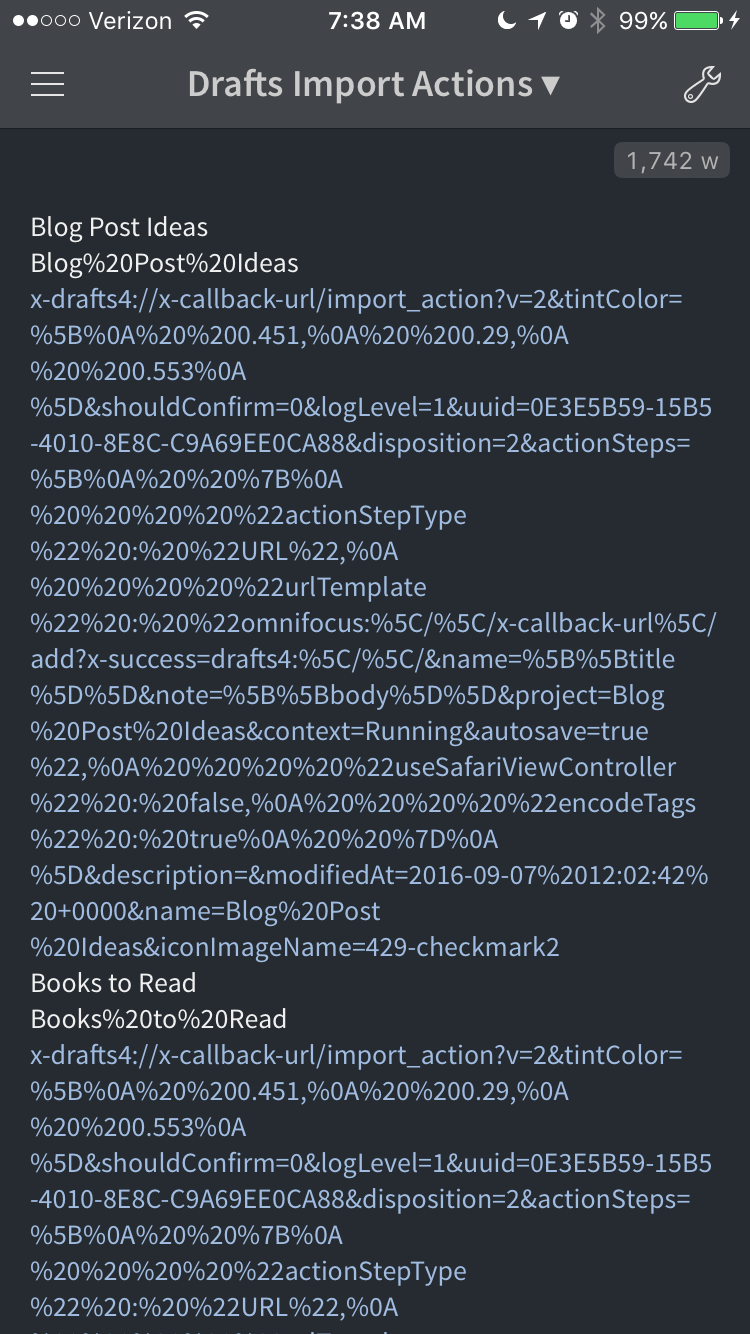 Verizon 7:38 AM 99%
Drafts Import Actions ▾
1,742 w
Blog Post Ideas
Blog%20Post%20Ideas
x-drafts4://x-callback-url/import_action?v=2&tintColor=
%5B%0A%20%200.451,%0A%20%200.29,%0A
%20%200.553%0A
%5D&shouldConfirm=0&logLevel=1&uuid=0E3E5B59-15B5
-4010-8E8C-C9A69EE0CA88&disposition=2&actionSteps=
%5B%0A%20%20%7B%0A
%20%20%20%20%22actionStepType
%22%20:%20%22URL%22,%0A
%20%20%20%20%22urlTemplate
%22%20:%20%22omnifocus:%5C/%5C/x-callback-url%5C/
add?x-success=drafts4:%5C/%5C/&name=%5B%5Btitle
%5D%5D&note=%5B%5Bbody%5D%5D&project=Blog
%20Post%20Ideas&context=Running&autosave=true
%22,%0A%20%20%20%20%22useSafariViewController
%22%20:%20false,%0A%20%20%20%20%22encodeTags
%22%20:%20true%0A%20%20%7D%0A
%5D&description=&modifiedAt=2016-09-07%2012:02:42%
20+0000&name=Blog%20Post
%20Ideas&iconImageName=429-checkmark2
Books to Read
Books%20to%20Read
x-drafts4://x-callback-url/import_action?v=2&tintColor=
%5B%0A%20%200.451,%0A%20%200.29,%0A
%20%200.553%0A
%5D&shouldConfirm=0&logLevel=1&uuid=0E3E5B59-15B5
-4010-8E8C-C9A69EE0CA88&disposition=2&actionSteps=
%5B%0A%20%20%7B%0A
%20%20%20%20%22actionStepType
%22%20:%20%22URL%22,%0A